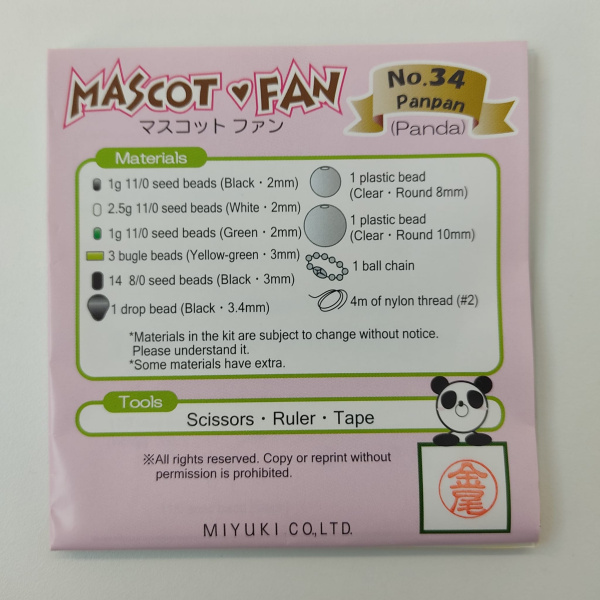 MASCOT♥FAN
マスコット ファン
No.34
Panpan
(Panda)
Materials
1g 11/0 seed beads (Black・2mm)
2.5g 11/0 seed beads (White・2mm)
1g 11/0 seed beads (Green・2mm)
3 bugle beads (Yellow-green・3mm)
14 8/0 seed beads (Black・3mm)
1 drop bead (Black・3.4mm)
1 plastic bead
(Clear・Round 8mm)
1 plastic bead
(Clear・Round 10mm)
1 ball chain
4m of nylon thread (#2)
*Materials in the kit are subject to change without notice.
Please understand it.
*Some materials have extra.
Tools
Scissors・Ruler・Tape
※All rights reserved. Copy or reprint without
permission is prohibited.
金尾
MIYUKI CO.,LTD.